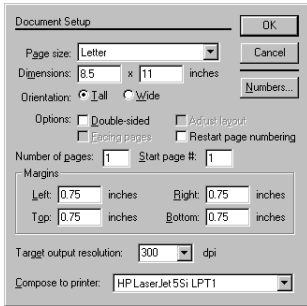 Document Setup
OK
Page size: Letter
Cancel
Dimensions: 8.5 x 11 inches
Numbers...
Orientation: Tall Wide
Options: Double-sided Adjust layout
Facing pages Restart page numbering
Number of pages: 1 Start page #: 1
Margins
Left: 0.75 inches Right: 0.75 inches
Top: 0.75 inches Bottom: 0.75 inches
Target output resolution: 300 dpi
Compose to printer: HP LaserJet 5Si LPT1